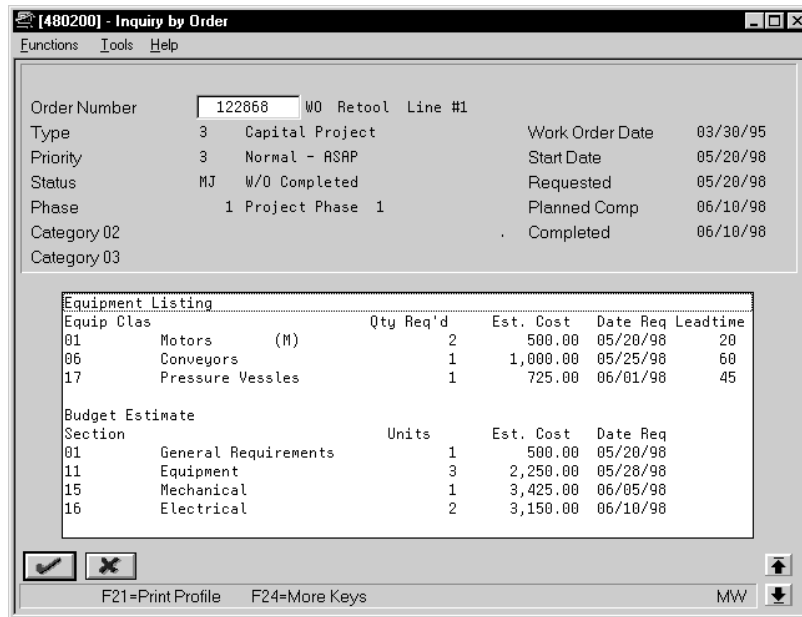 [480200] - Inquiry by Order
Functions Tools Help
Order Number 122868 WO Retool Line #1
Type 3 Capital Project Work Order Date 03/30/95
Priority 3 Normal - ASAP Start Date 05/20/98
Status MJ W/O Completed Requested 05/20/98
Phase 1 Project Phase 1 Planned Comp 06/10/98
Category 02 . Completed 06/10/98
Category 03
Equipment Listing
Equip Clas Qty Req'd Est. Cost Date Req Leadtime
01 Motors (M) 2 500.00 05/20/98 20
06 Conveyors 1 1,000.00 05/25/98 60
17 Pressure Vessles 1 725.00 06/01/98 45
Budget Estimate
Section Units Est. Cost Date Req
01 General Requirements 1 500.00 05/20/98
11 Equipment 3 2,250.00 05/28/98
15 Mechanical 1 3,425.00 06/05/98
16 Electrical 2 3,150.00 06/10/98
F21=Print Profile F24=More Keys MW